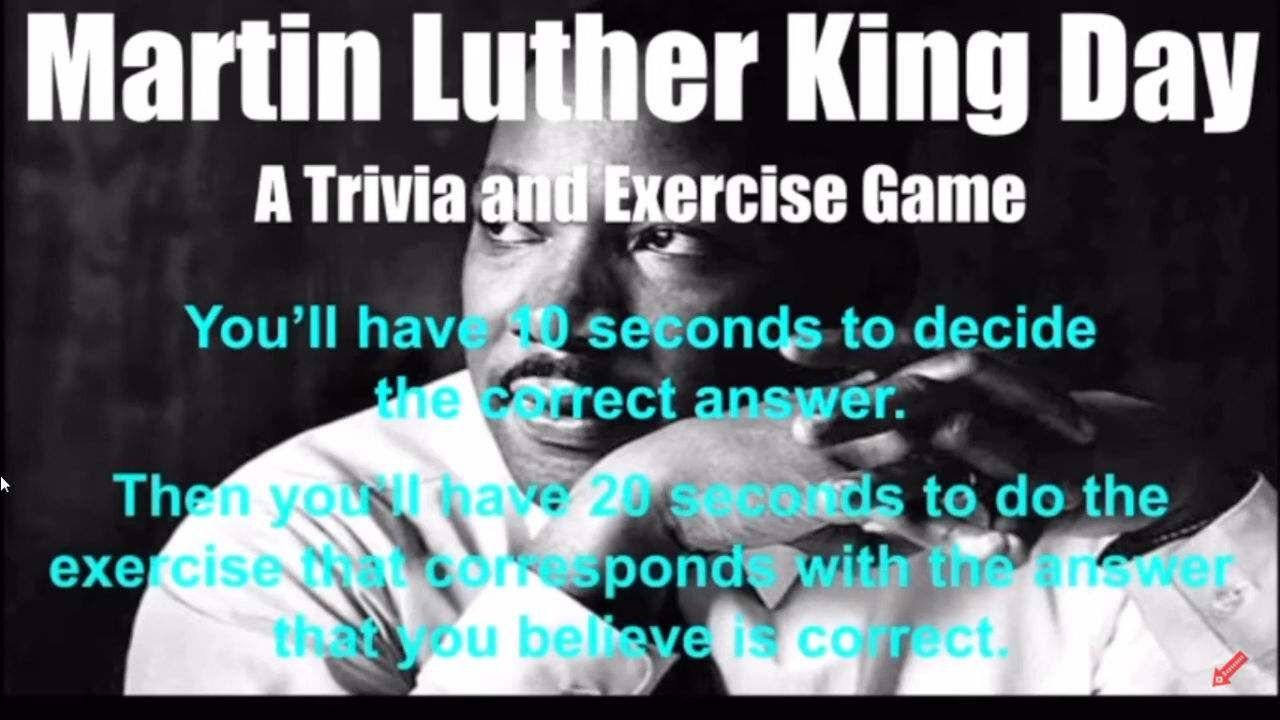 Martin Luther King Day
A Trivia and Exercise Game
You’ll have 10 seconds to decide
the correct answer.
Then you’ll have 20 seconds to do the
exercise that corresponds with the answer
that you believe is correct.